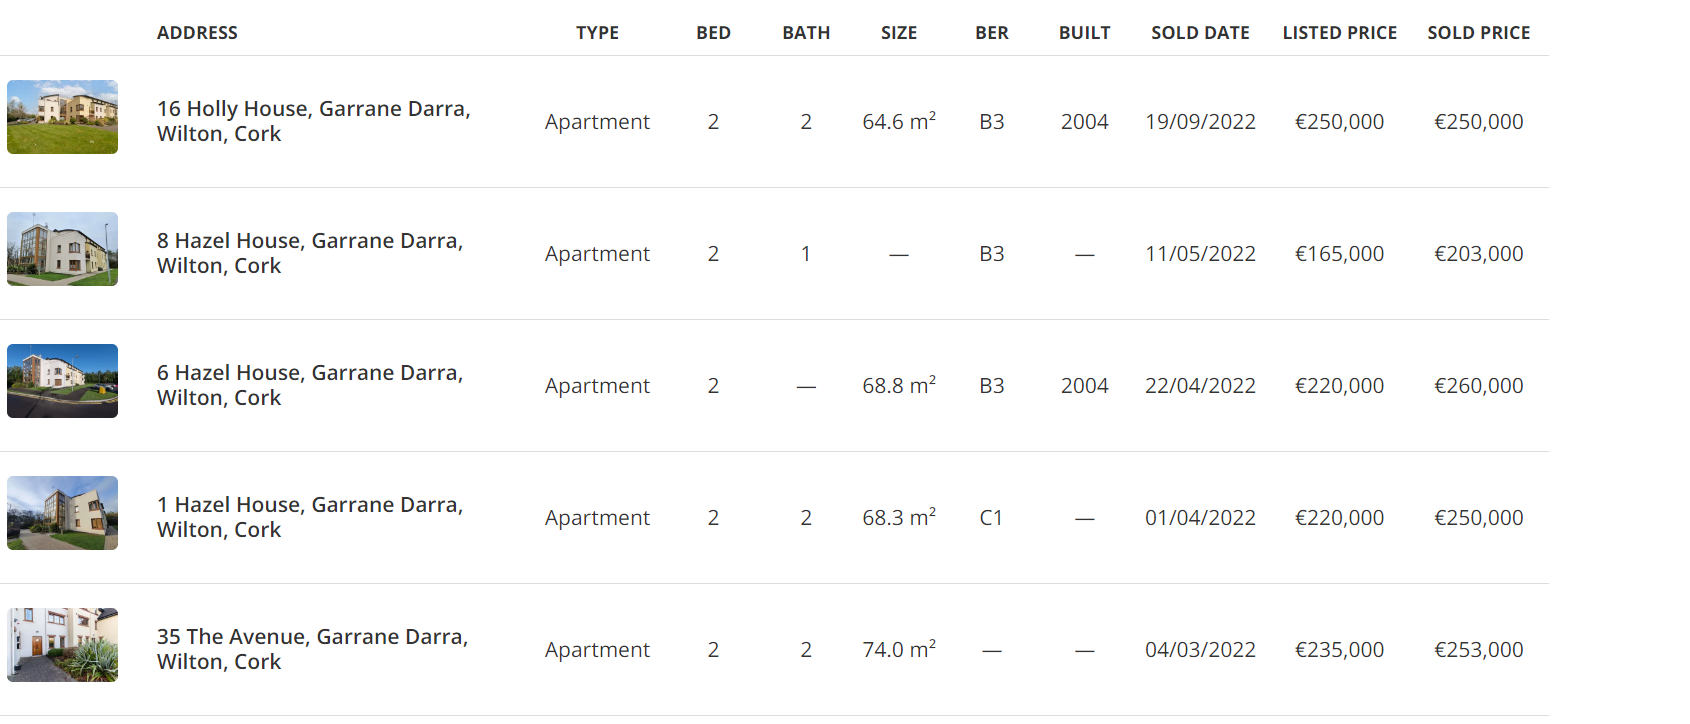 ADDRESS TYPE BED BATH SIZE BER BUILT SOLD DATE LISTED PRICE SOLD PRICE
16 Holly House, Garrane Darra,
Wilton, Cork
Apartment 2 2 64.6 m² B3 2004 19/09/2022 €250,000 €250,000
8 Hazel House, Garrane Darra,
Wilton, Cork
Apartment 2 1 — B3 — 11/05/2022 €165,000 €203,000
6 Hazel House, Garrane Darra,
Wilton, Cork
Apartment 2 — 68.8 m² B3 2004 22/04/2022 €220,000 €260,000
1 Hazel House, Garrane Darra,
Wilton, Cork
Apartment 2 2 68.3 m² C1 — 01/04/2022 €220,000 €250,000
35 The Avenue, Garrane Darra,
Wilton, Cork
Apartment 2 2 74.0 m² — — 04/03/2022 €235,000 €253,000